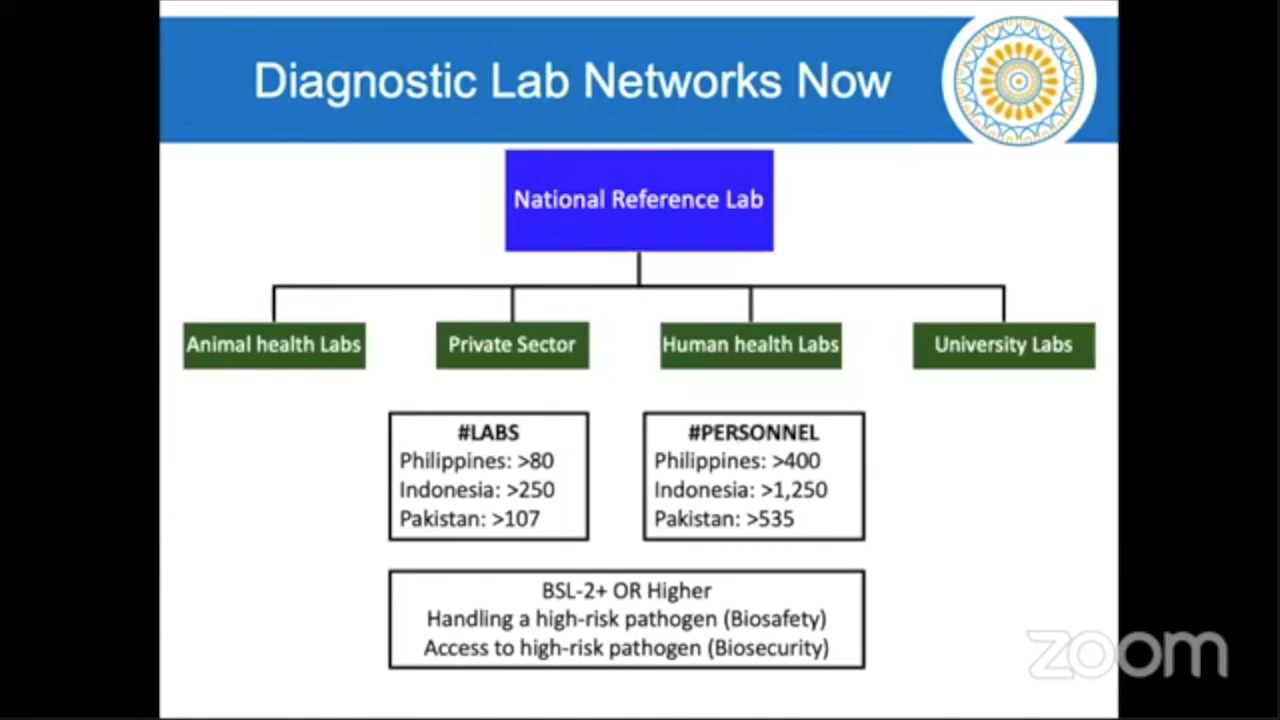 Diagnostic Lab Networks Now
National Reference Lab
Animal health Labs
Private Sector
Human health Labs
University Labs
#LABS
Philippines: >80
Indonesia: >250
Pakistan: >107
#PERSONNEL
Philippines: >400
Indonesia: >1,250
Pakistan: >535
BSL-2+ OR Higher
Handling a high-risk pathogen (Biosafety)
Access to high-risk pathogen (Biosecurity)
zoom